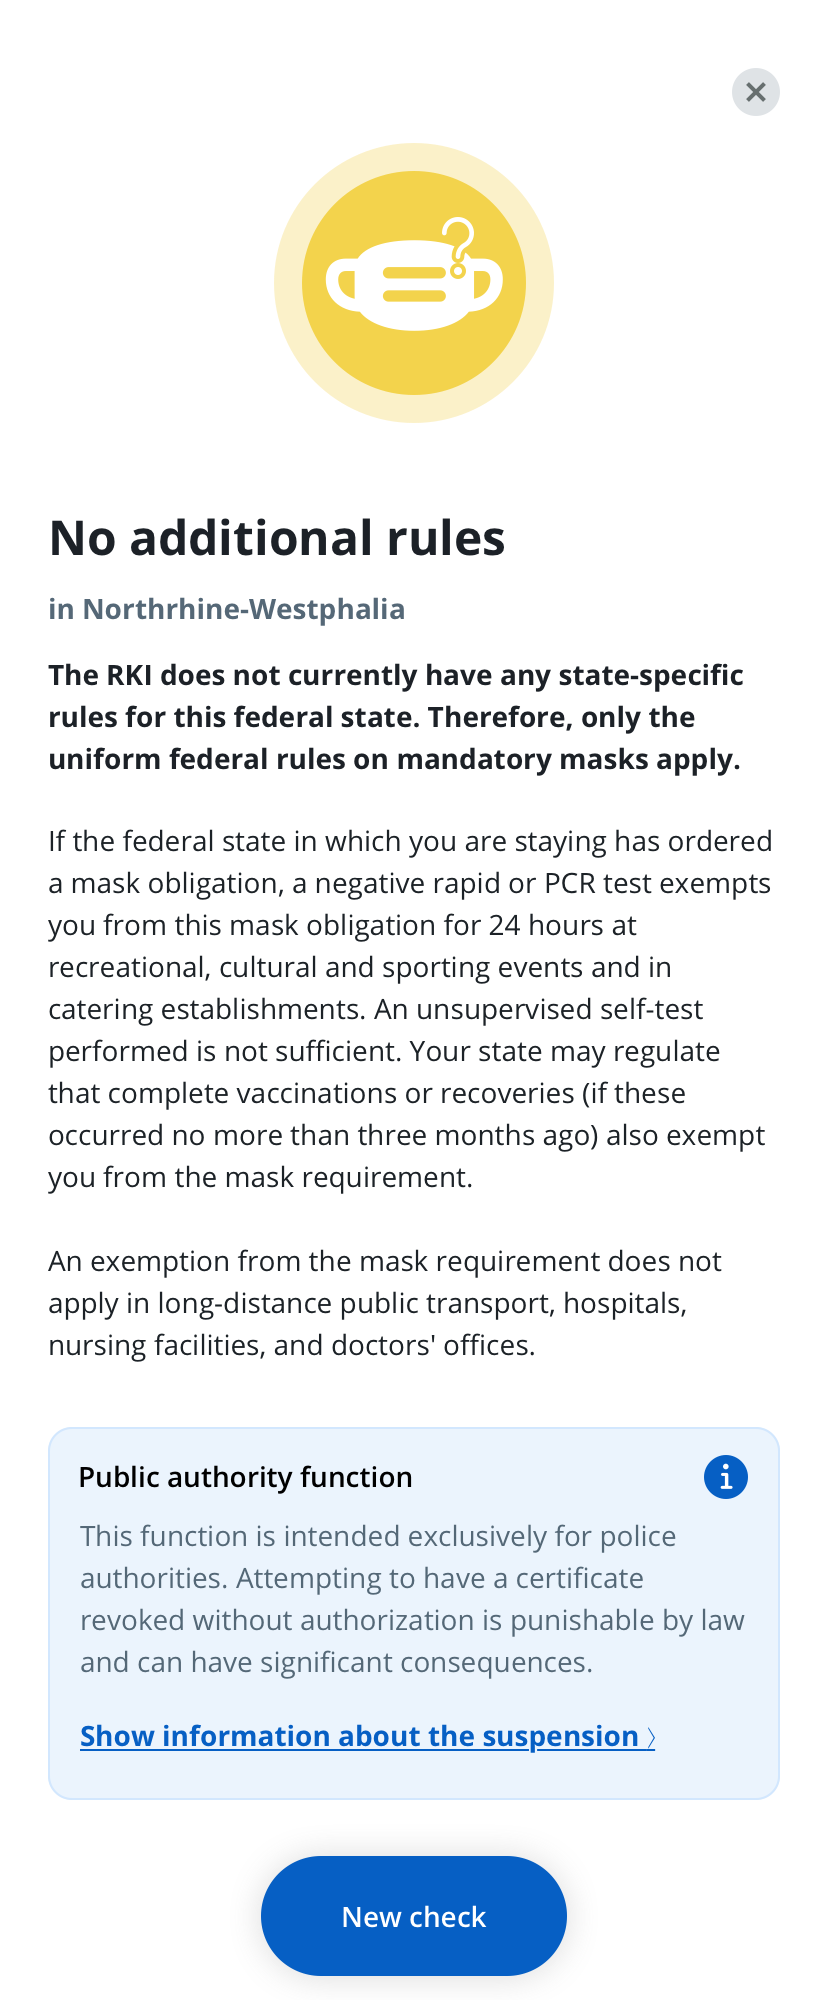 No additional rules
in Northrhine-Westphalia
The RKI does not currently have any state-specific
rules for this federal state. Therefore, only the
uniform federal rules on mandatory masks apply.
If the federal state in which you are staying has ordered
a mask obligation, a negative rapid or PCR test exempts
you from this mask obligation for 24 hours at
recreational, cultural and sporting events and in
catering establishments. An unsupervised self-test
performed is not sufficient. Your state may regulate
that complete vaccinations or recoveries (if these
occurred no more than three months ago) also exempt
you from the mask requirement.
An exemption from the mask requirement does not
apply in long-distance public transport, hospitals,
nursing facilities, and doctors' offices.
Public authority function
This function is intended exclusively for police
authorities. Attempting to have a certificate
revoked without authorization is punishable by law
and can have significant consequences.
Show information about the suspension 〉
New check